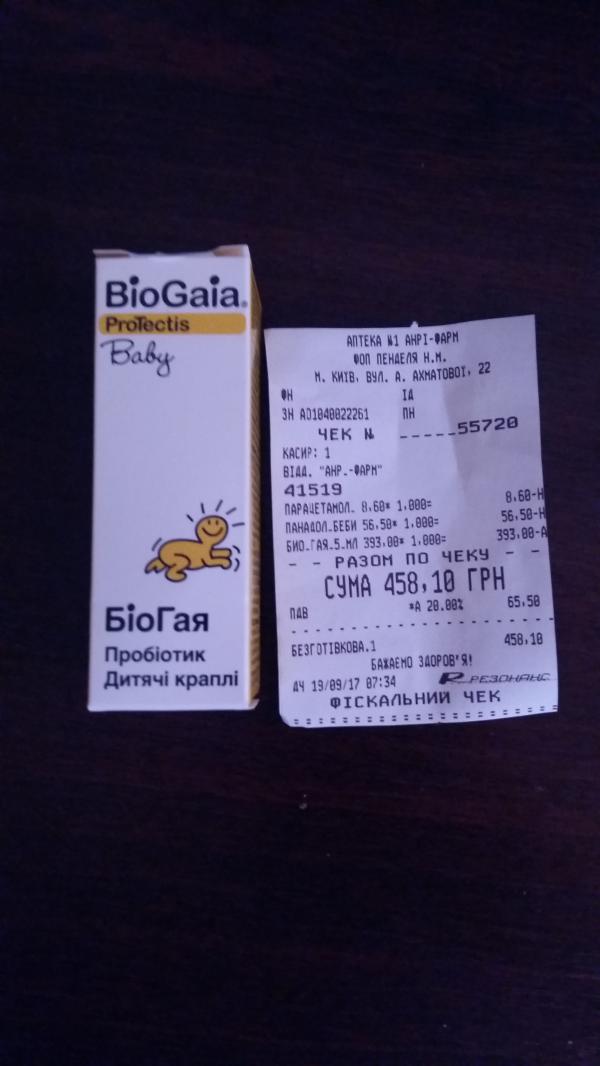 BioGaia®
ProTectis
Baby
БіоГая
Пробіотик
Дитячі краплі
АПТЕКА №1 АНРІ-ФАРМ
ФОП ПЕНДЕЛЯ Н.М.
М. КИЇВ, ВУЛ. А. АХМАТОВОЇ, 22
ФН ІД
ЗН АО1040022261 ПН
ЧЕК № _____55720
КАСИР: 1
ВІДД. "АНР.-ФАРМ"
41519
ПАРАЦЕТАМОЛ. 8,60* 1,000= 8,60-Н
ПАНАДОЛ.БЕБИ 56,50* 1,000= 56,50-Н
БИО.ГАЯ.5.МЛ 393,00* 1,000= 393,00-А
- - РАЗОМ ПО ЧЕКУ - -
СУМА 458,10 ГРН
ПДВ *А 20.00% 65,50
БЕЗГОТІВКОВА.1 458,10
БАЖАЄМО ЗДОРОВ'Я!
ДЧ 19/09/17 07:34 РЕЗОНАНС
ФІСКАЛЬНИЙ ЧЕК